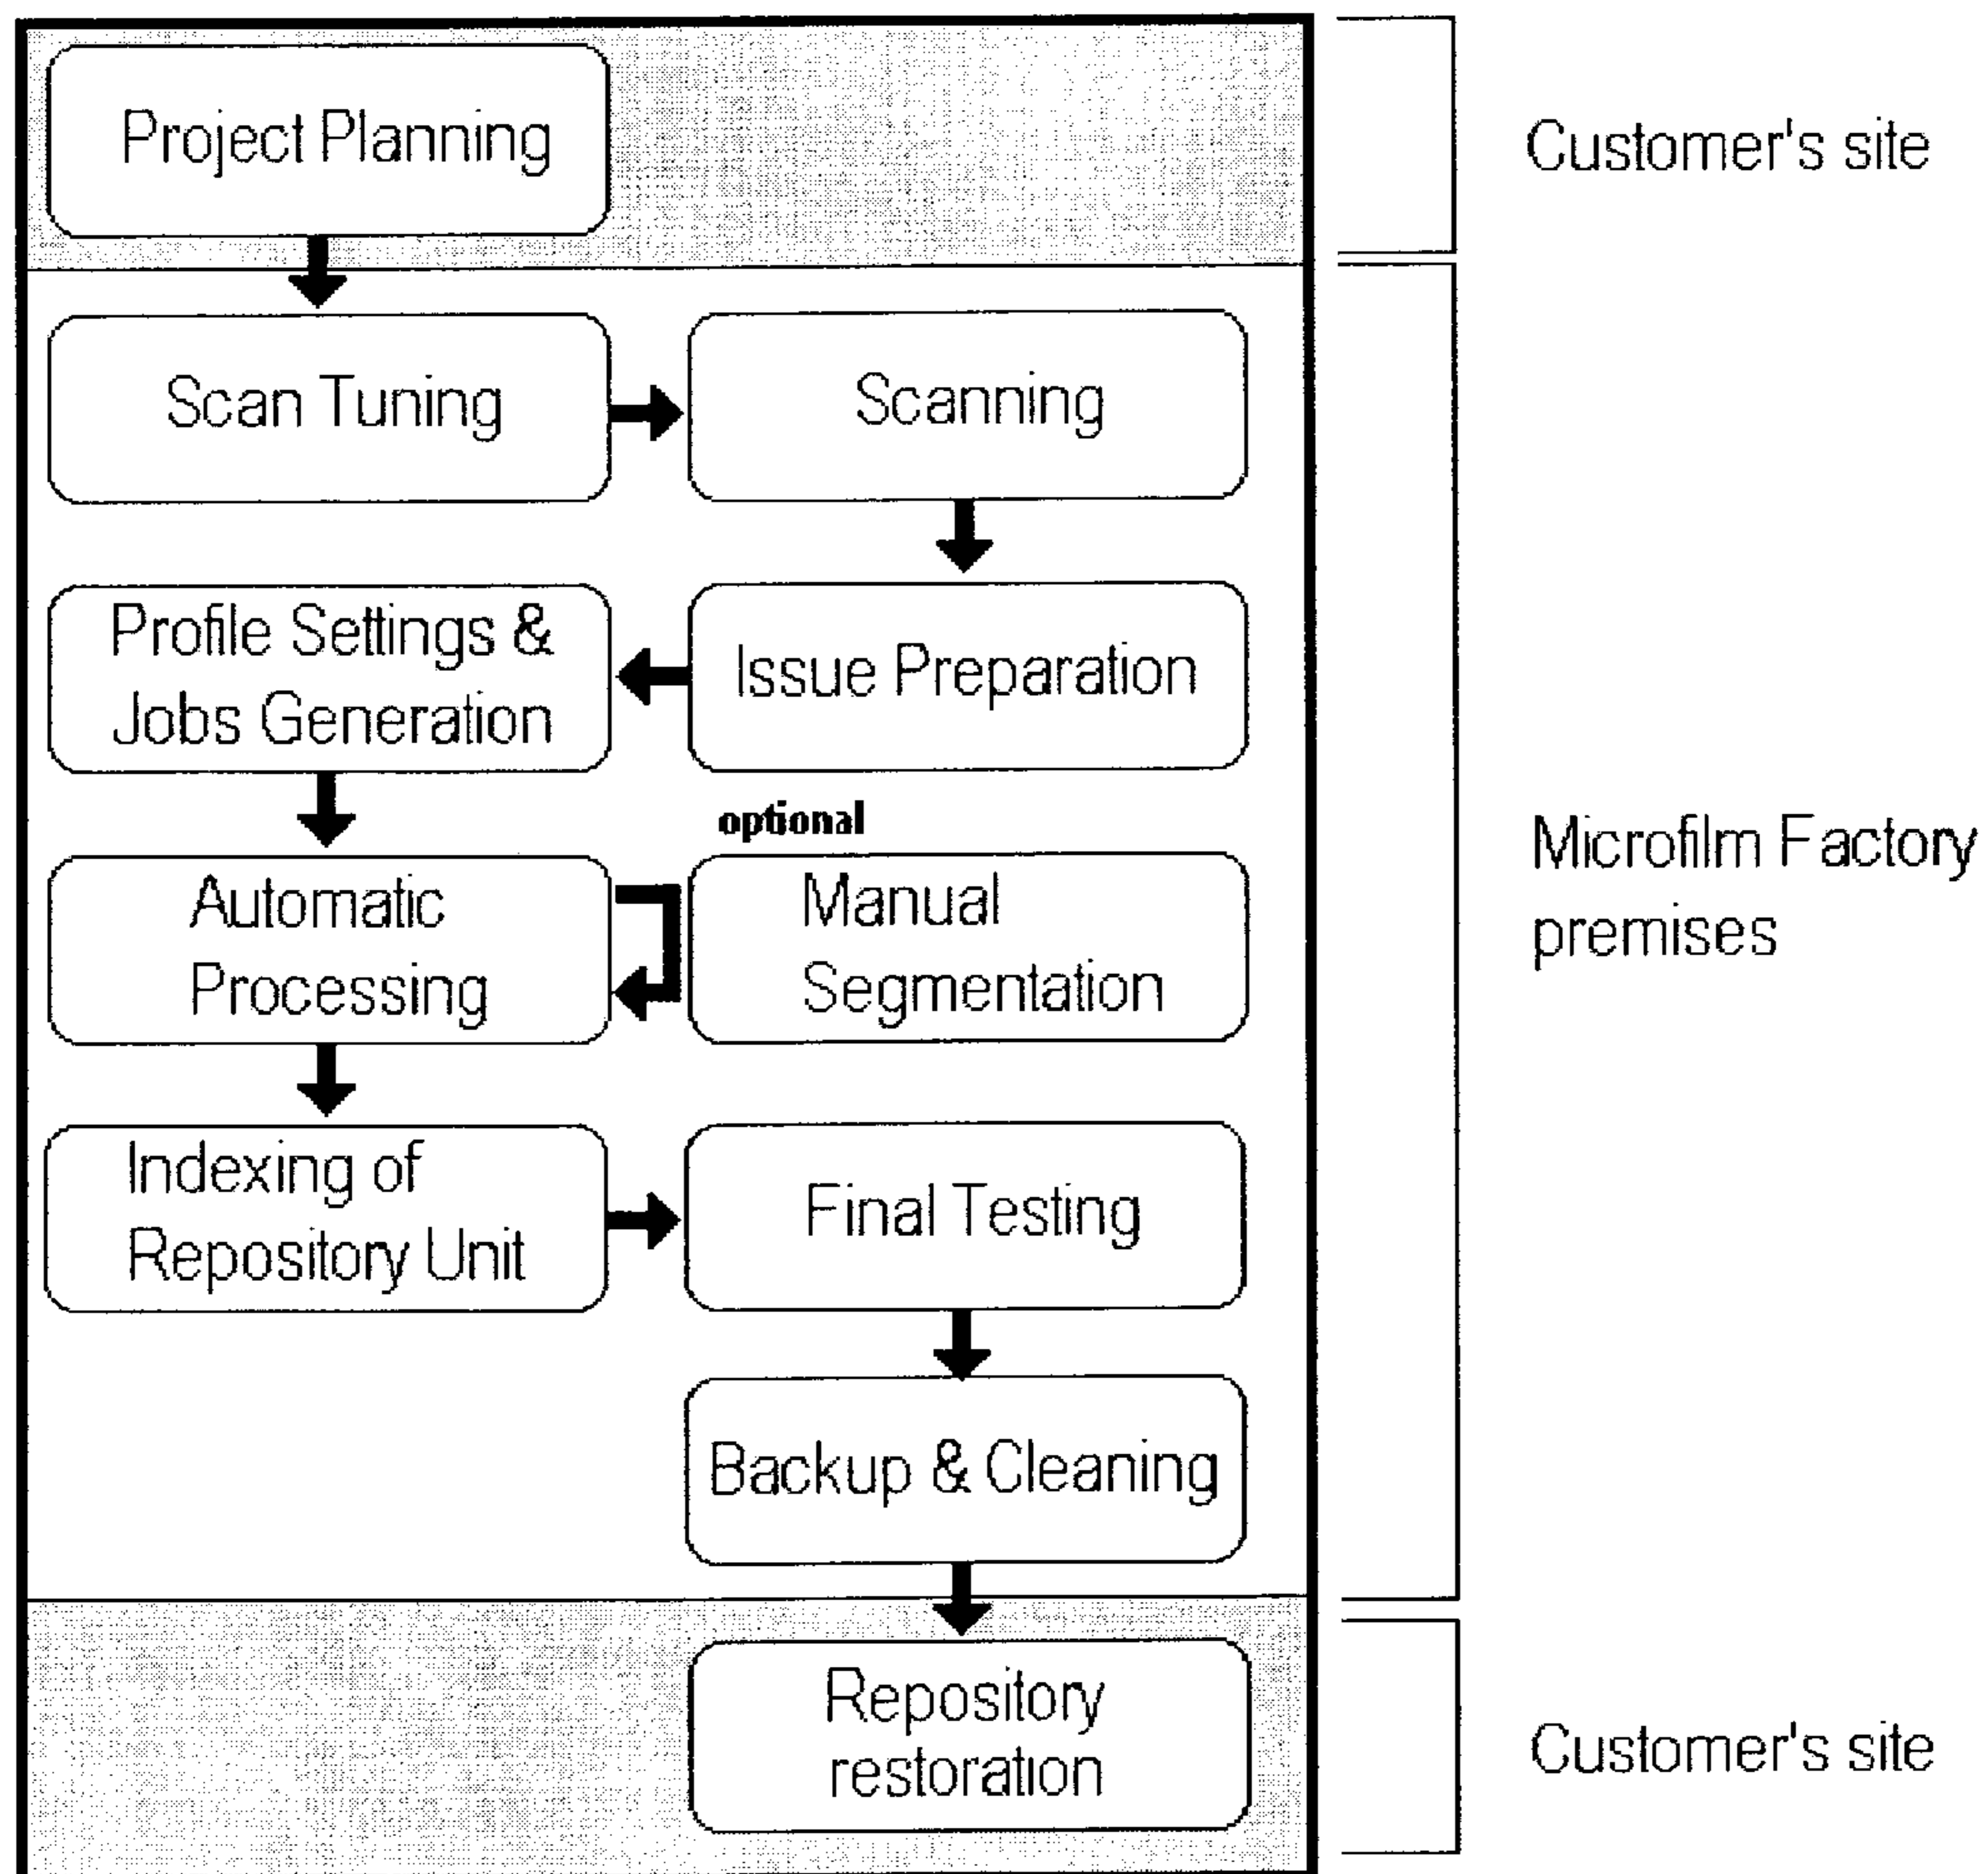 Project Planning
Customer's site
Scan Tuning
Scanning
Profile Settings &
Jobs Generation
Issue Preparation
optional
Automatic
Processing
Manual
Segmentation
Microfilm Factory
premises
Indexing of
Repository Unit
Final Testing
Backup & Cleaning
Repository
restoration
Customer's site